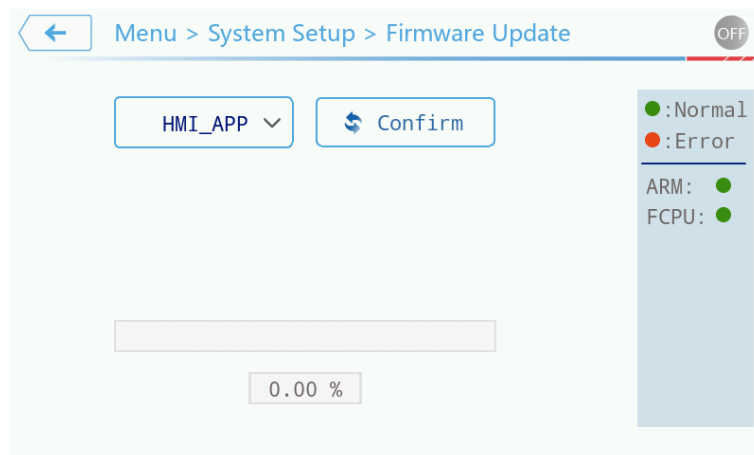 Menu > System Setup > Firmware Update
OFF
HMI_APP
Confirm
:Normal
:Error
ARM:
FCPU:
0.00 %